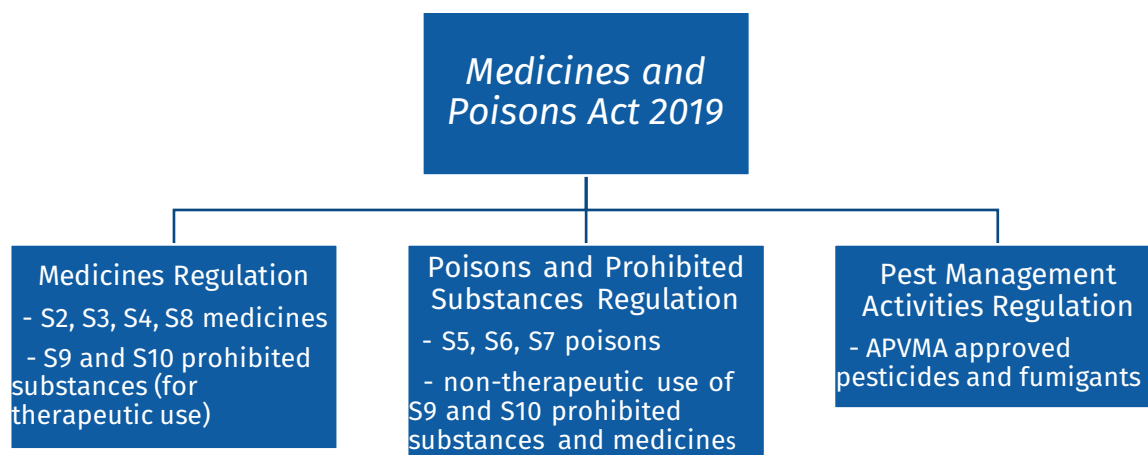 Medicines and
Poisons Act 2019
Medicines Regulation
- S2, S3, S4, S8 medicines
- S9 and S10 prohibited
substances (for
therapeutic use)
Poisons and Prohibited
Substances Regulation
- S5, S6, S7 poisons
- non-therapeutic use of
S9 and S10 prohibited
substances and medicines
Pest Management
Activities Regulation
- APVMA approved
pesticides and fumigants